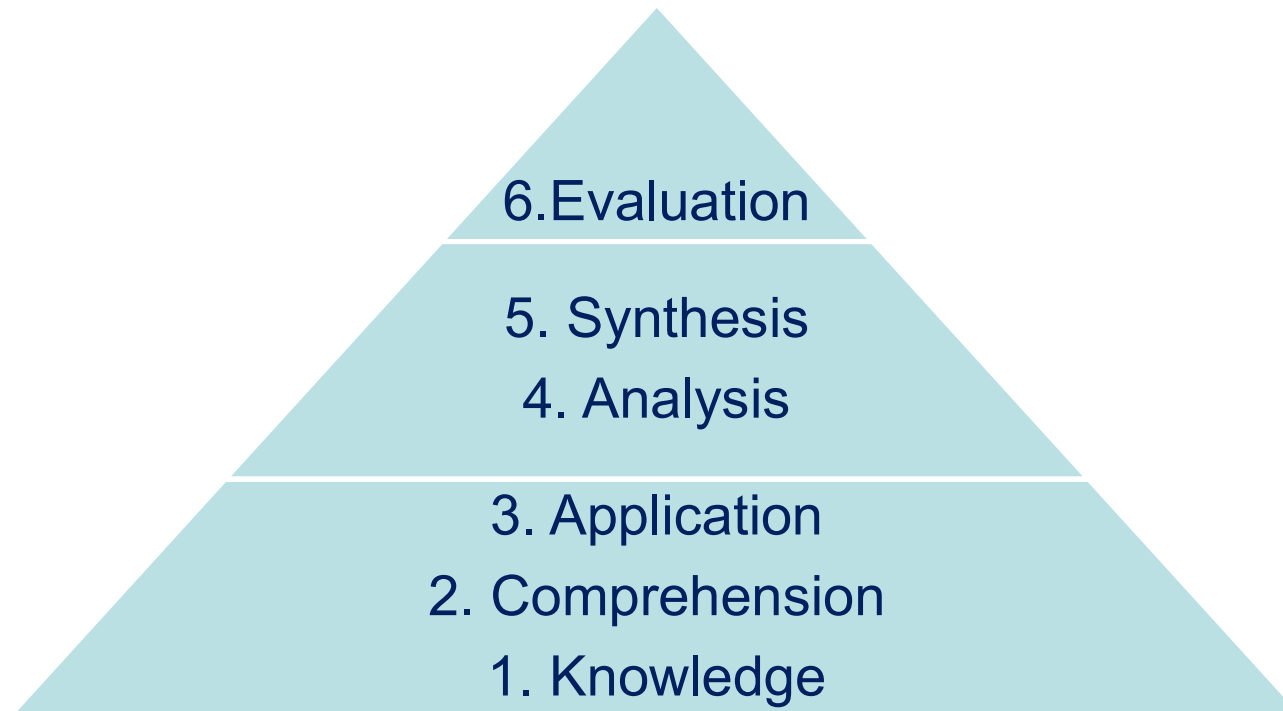 6.Evaluation
5. Synthesis
4. Analysis
3. Application
2. Comprehension
1. Knowledge